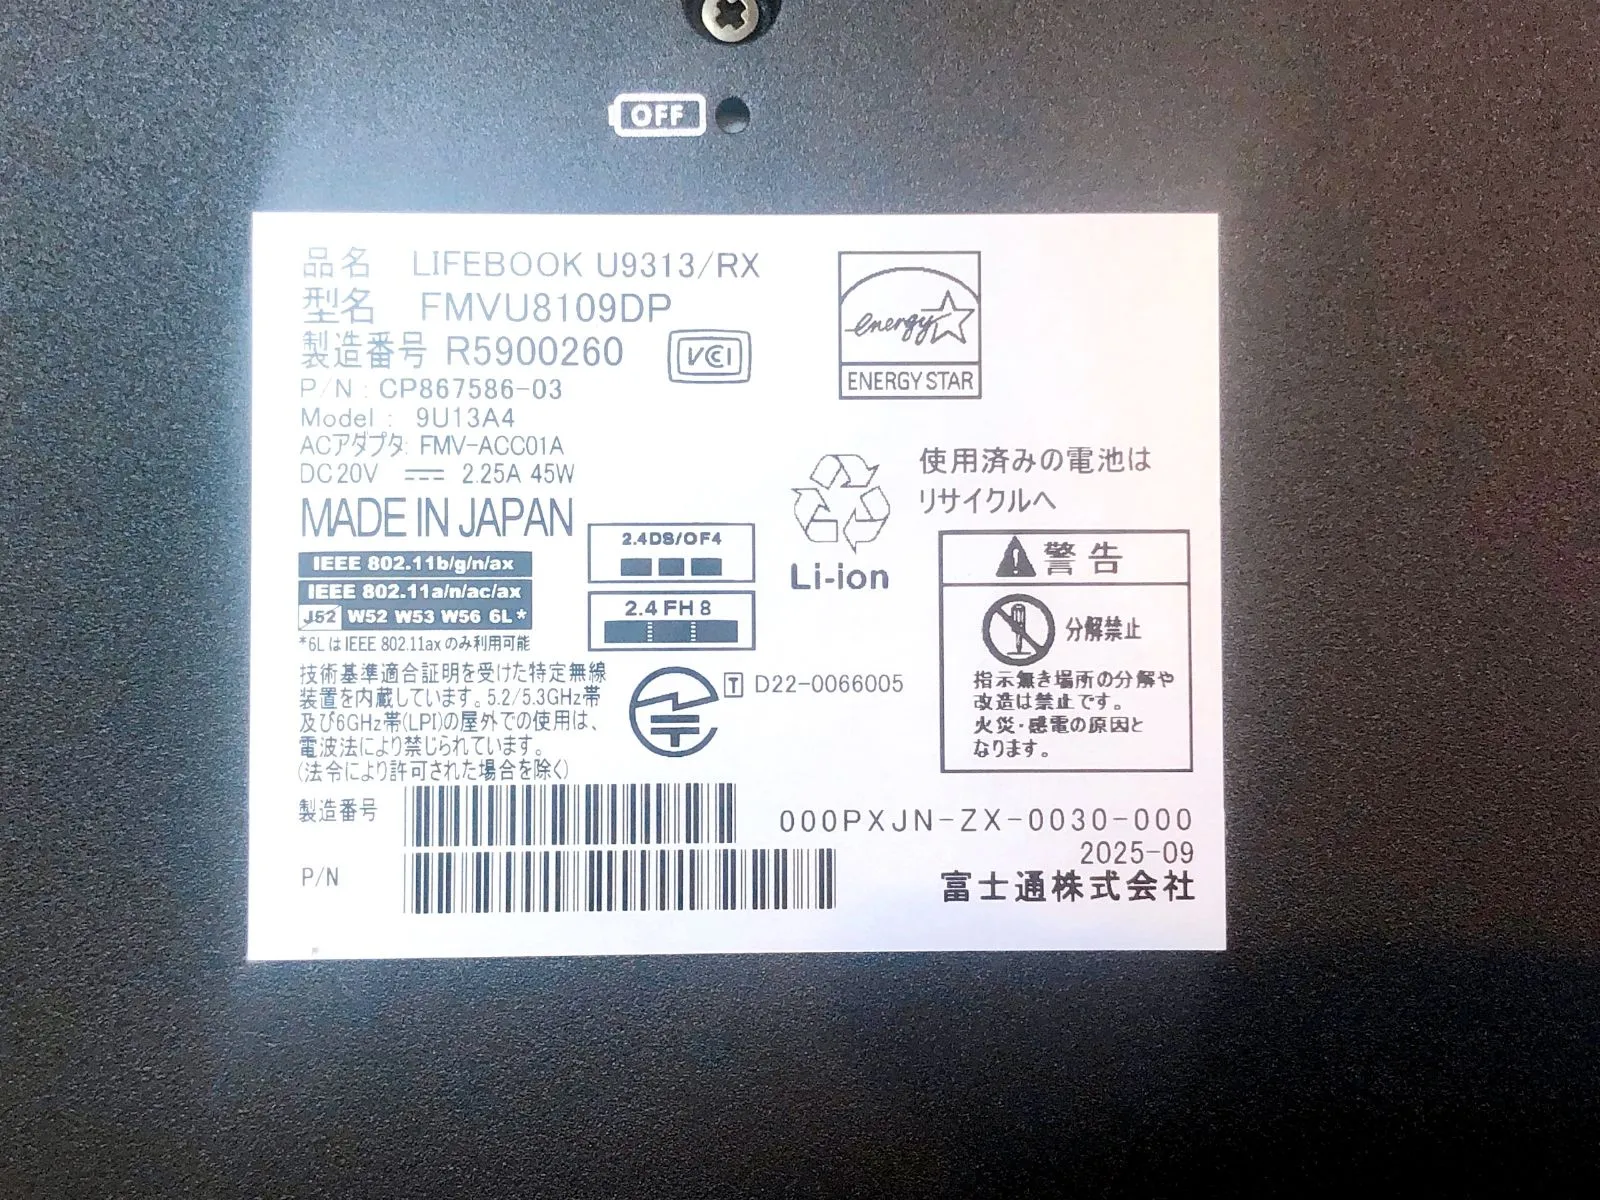 OFF
品名 LIFEBOOK U9313/RX
型名 FMVU8109DP
製造番号 R5900260
VCCI
P/N : CP867586-03
Model : 9U13A4
ACアダプタ: FMV-ACC01A
DC20V ⎓ 2.25A 45W
MADE IN JAPAN
energy
ENERGY STAR
IEEE 802.11b/g/n/ax
IEEE 802.11a/n/ac/ax
J52 W52 W53 W56 6L*
*6LはIEEE 802.11axのみ利用可能
2.4DS/OF4
2.4FH8
使用済みの電池は
リサイクルへ
Li-ion
警告
分解禁止
指示無き場所の分解や
改造は禁止です。
火災・感電の原因と
なります。
技術基準適合証明を受けた特定無線
装置を内蔵しています。5.2/5.3GHz帯
及び6GHz帯(LPI)の屋外での使用は、
電波法により禁じられています。
(法令により許可された場合を除く)
T D22-0066005
製造番号
P/N
000PXJN-ZX-0030-000
2025-09
富士通株式会社